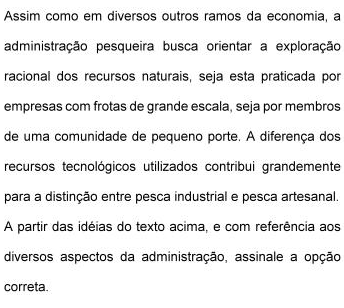 Assim como em diversos outros ramos da economia, a
administração pesqueira busca orientar a exploração
racional dos recursos naturais, seja esta praticada por
empresas com frotas de grande escala, seja por membros
de uma comunidade de pequeno porte. A diferença dos
recursos tecnológicos utilizados contribui grandemente
para a distinção entre pesca industrial e pesca artesanal.
A partir das idéias do texto acima, e com referência aos
diversos aspectos da administração, assinale a opção
correta.